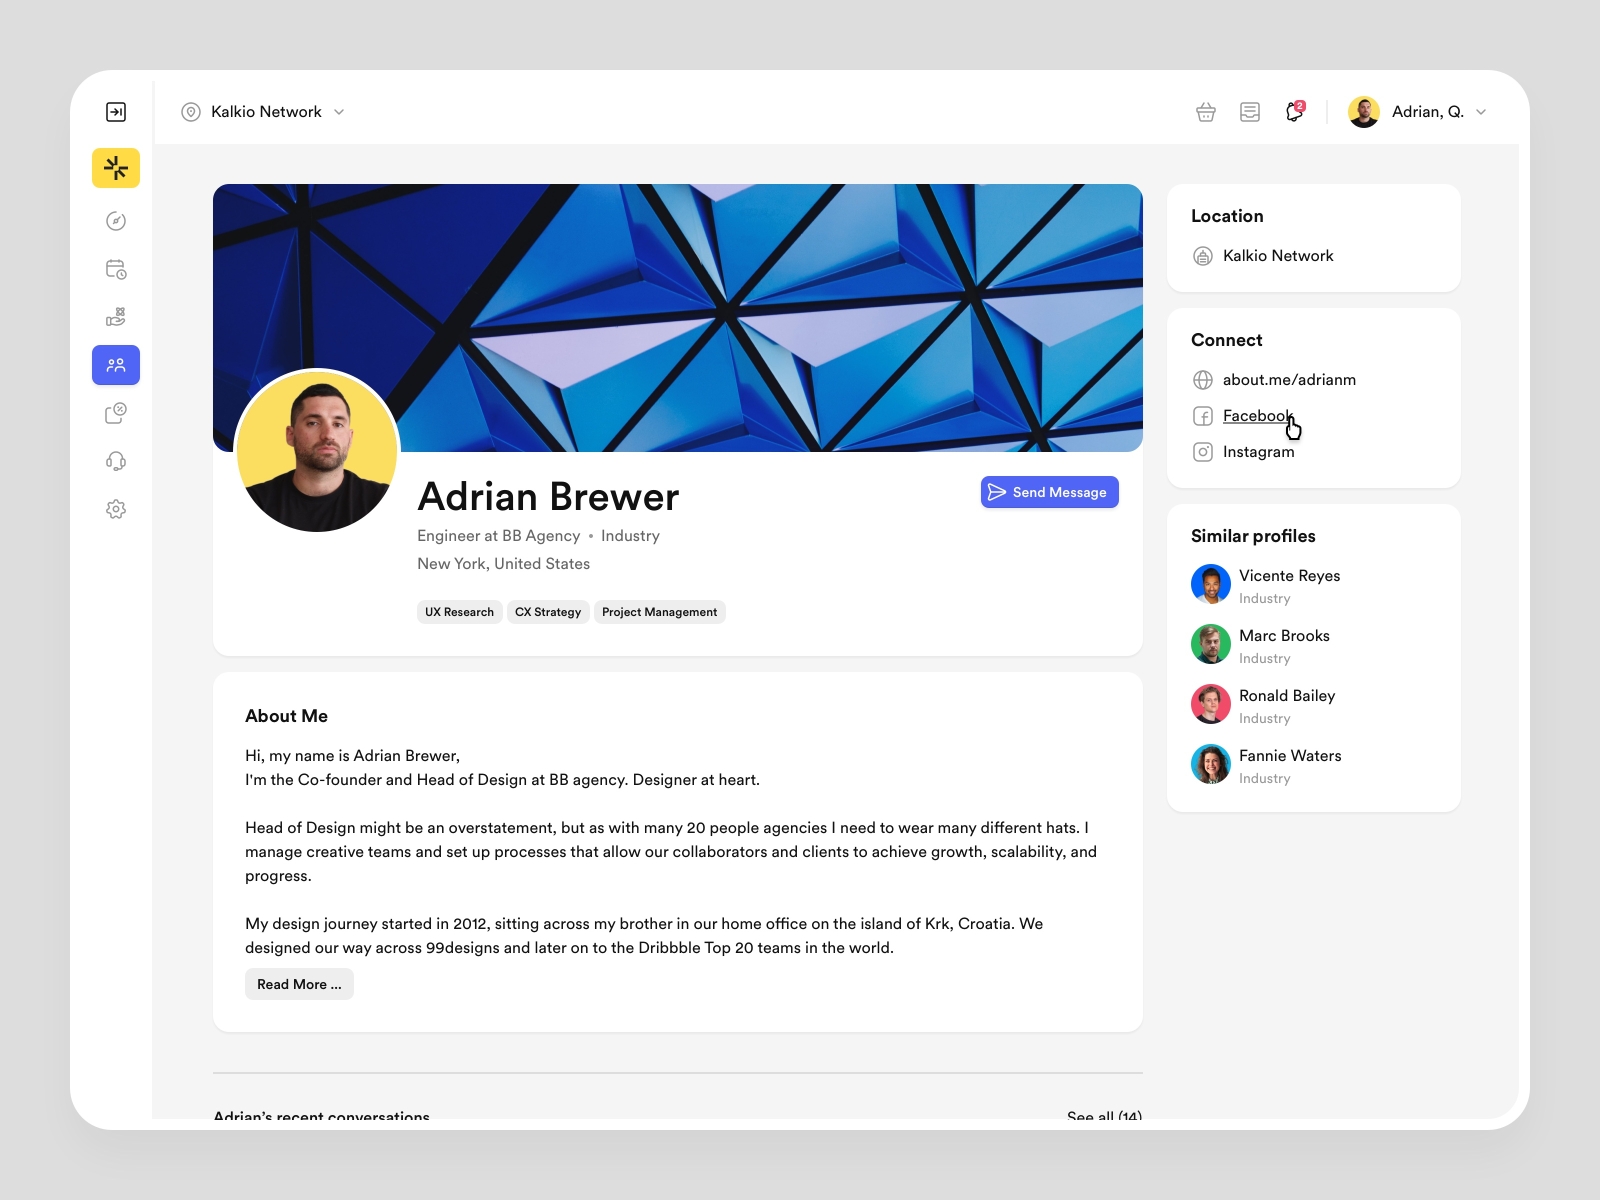 Kalkio Network
2
Adrian, Q.
Adrian Brewer
Engineer at BB Agency • Industry
New York, United States
UX Research
CX Strategy
Project Management
Send Message
About Me
Hi, my name is Adrian Brewer,
I'm the Co-founder and Head of Design at BB agency. Designer at heart.
Head of Design might be an overstatement, but as with many 20 people agencies I need to wear many different hats. I
manage creative teams and set up processes that allow our collaborators and clients to achieve growth, scalability, and
progress.
My design journey started in 2012, sitting across my brother in our home office on the island of Krk, Croatia. We
designed our way across 99designs and later on to the Dribbble Top 20 teams in the world.
Read More ...
Adrian's recent conversations
See all (14)
Location
Kalkio Network
Connect
about.me/adrianm
Facebook
Instagram
Similar profiles
Vicente Reyes
Industry
Marc Brooks
Industry
Ronald Bailey
Industry
Fannie Waters
Industry